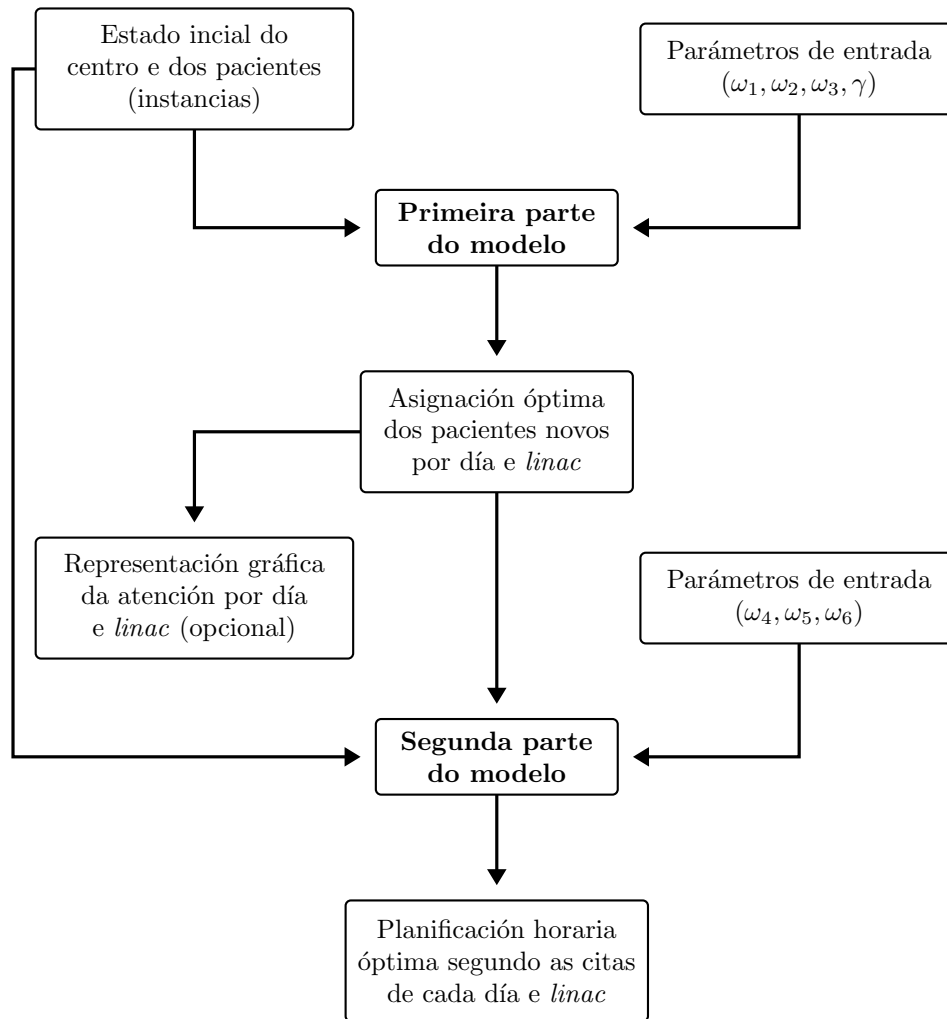 Estado incial do
centro e dos pacientes
(instancias)
Parámetros de entrada
(ω1, ω2, ω3, γ)
Primeira parte
do modelo
Asignación óptima
dos pacientes novos
por día e linac
Representación gráfica
da atención por día
e linac (opcional)
Parámetros de entrada
(ω4, ω5, ω6)
Segunda parte
do modelo
Planificación horaria
óptima segundo as citas
de cada día e linac